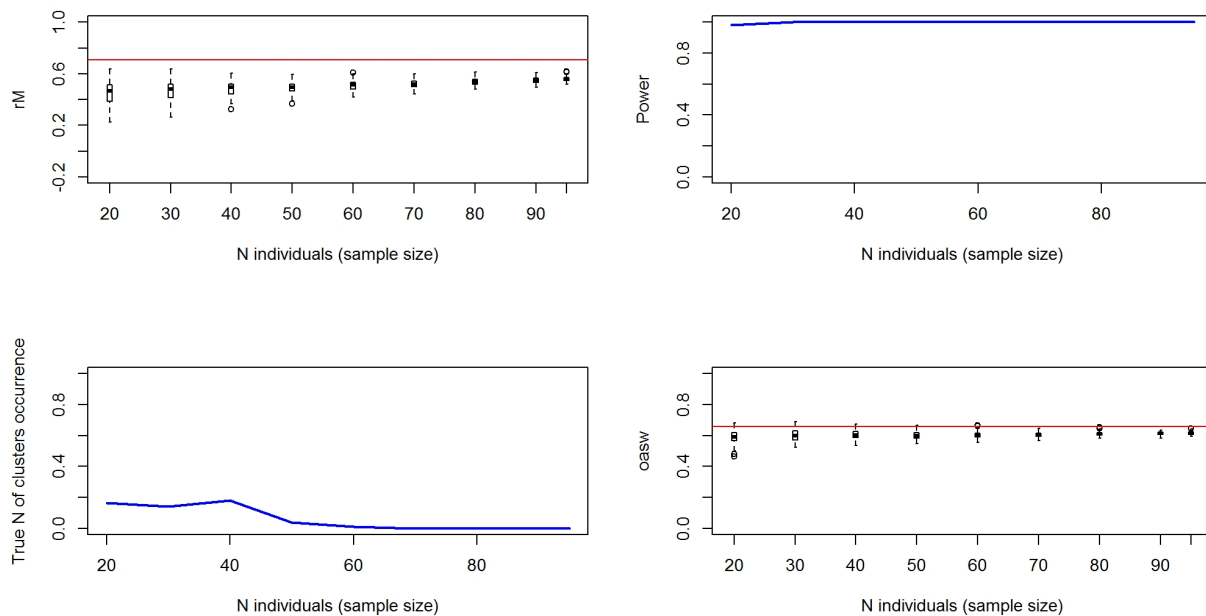 rM
1.0
0.6
0.2
-0.2
20 30 40 50 60 70 80 90
N individuals (sample size)
Power
0.8
0.4
0.0
20 40 60 80
N individuals (sample size)
True N of clusters occurrence
0.8
0.4
0.0
20 40 60 80
N individuals (sample size)
oasw
0.8
0.4
0.0
20 30 40 50 60 70 80 90
N individuals (sample size)